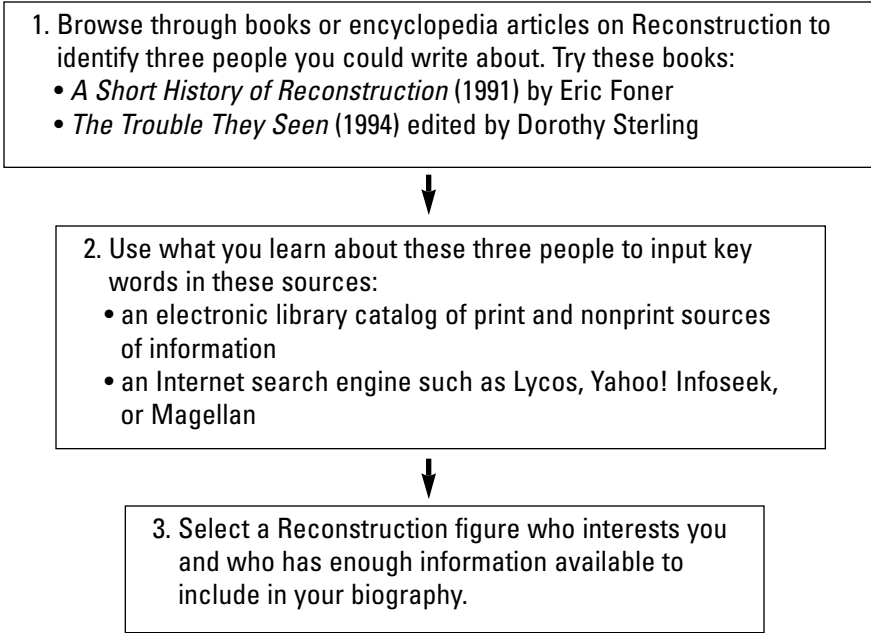 1. Browse through books or encyclopedia articles on Reconstruction to
identify three people you could write about. Try these books:
• A Short History of Reconstruction (1991) by Eric Foner
• The Trouble They Seen (1994) edited by Dorothy Sterling
2. Use what you learn about these three people to input key
words in these sources:
• an electronic library catalog of print and nonprint sources
of information
• an Internet search engine such as Lycos, Yahoo! Infoseek,
or Magellan
3. Select a Reconstruction figure who interests you
and who has enough information available to
include in your biography.